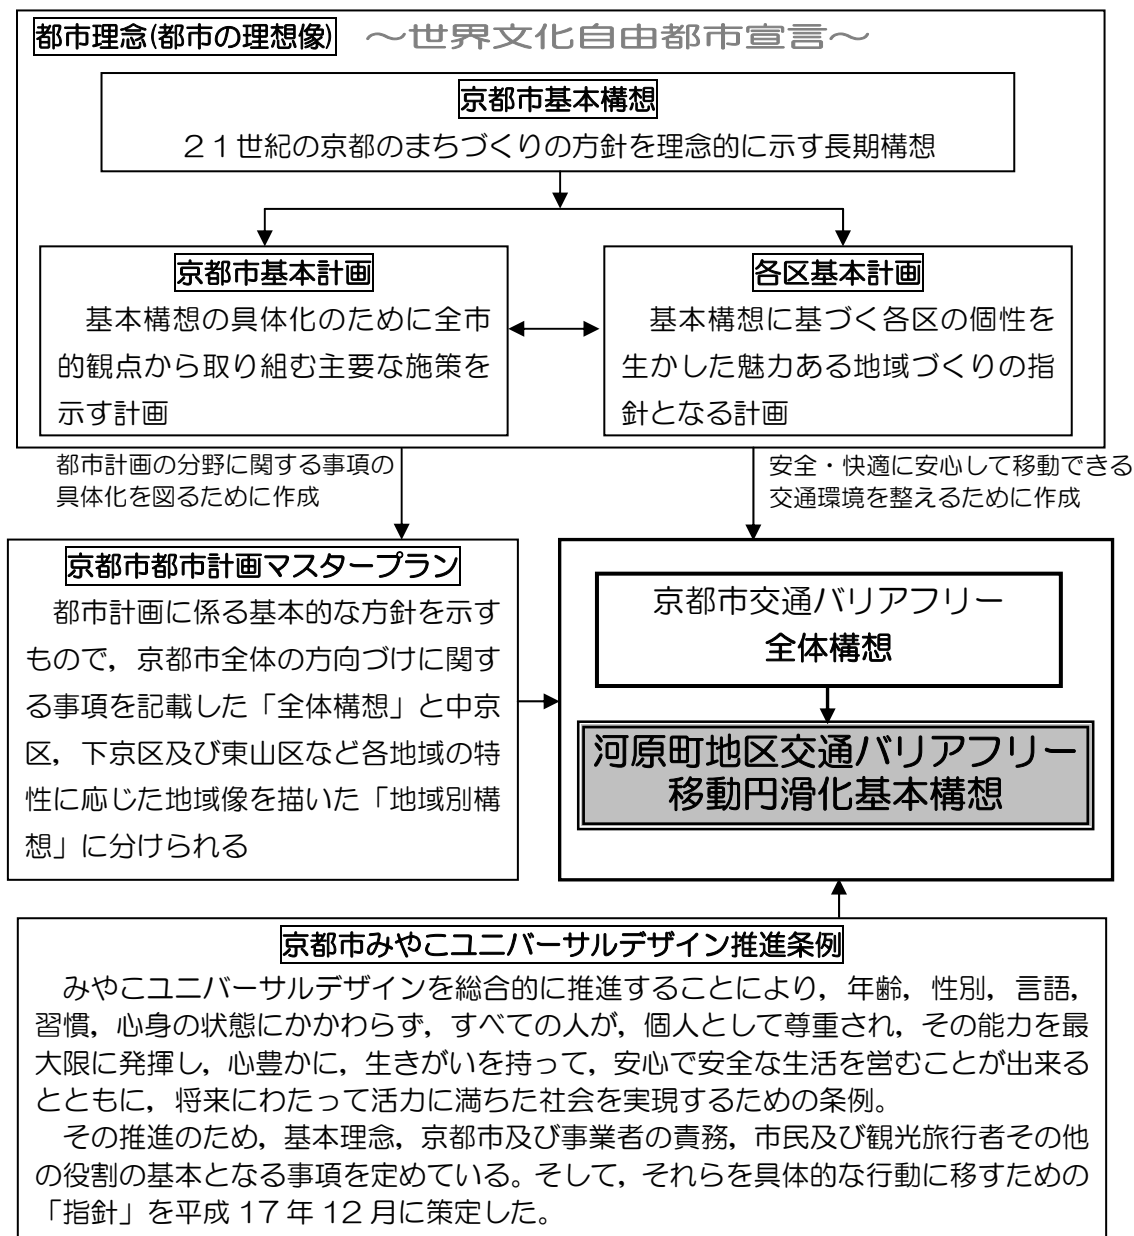 都市理念(都市の理想像) ～世界文化自由都市宣言～
京都市基本構想
２１世紀の京都のまちづくりの方針を理念的に示す長期構想
京都市基本計画
基本構想の具体化のために全市
的観点から取り組む主要な施策を
示す計画
各区基本計画
基本構想に基づく各区の個性を
生かした魅力ある地域づくりの指
針となる計画
都市計画の分野に関する事項の
具体化を図るために作成
安全・快適に安心して移動できる
交通環境を整えるために作成
京都市都市計画マスタープラン
都市計画に係る基本的な方針を示す
もので，京都市全体の方向づけに関す
る事項を記載した「全体構想」と中京
区，下京区及び東山区など各地域の特
性に応じた地域像を描いた「地域別構
想」に分けられる
京都市交通バリアフリー
全体構想
河原町地区交通バリアフリー
移動円滑化基本構想
京都市みやこユニバーサルデザイン推進条例
みやこユニバーサルデザインを総合的に推進することにより，年齢，性別，言語，
習慣，心身の状態にかかわらず，すべての人が，個人として尊重され，その能力を最
大限に発揮し，心豊かに，生きがいを持って，安心で安全な生活を営むことが出来る
とともに，将来にわたって活力に満ちた社会を実現するための条例。
その推進のため，基本理念，京都市及び事業者の責務，市民及び観光旅行者その他
の役割の基本となる事項を定めている。そして，それらを具体的な行動に移すための
「指針」を平成 17 年 12 月に策定した。